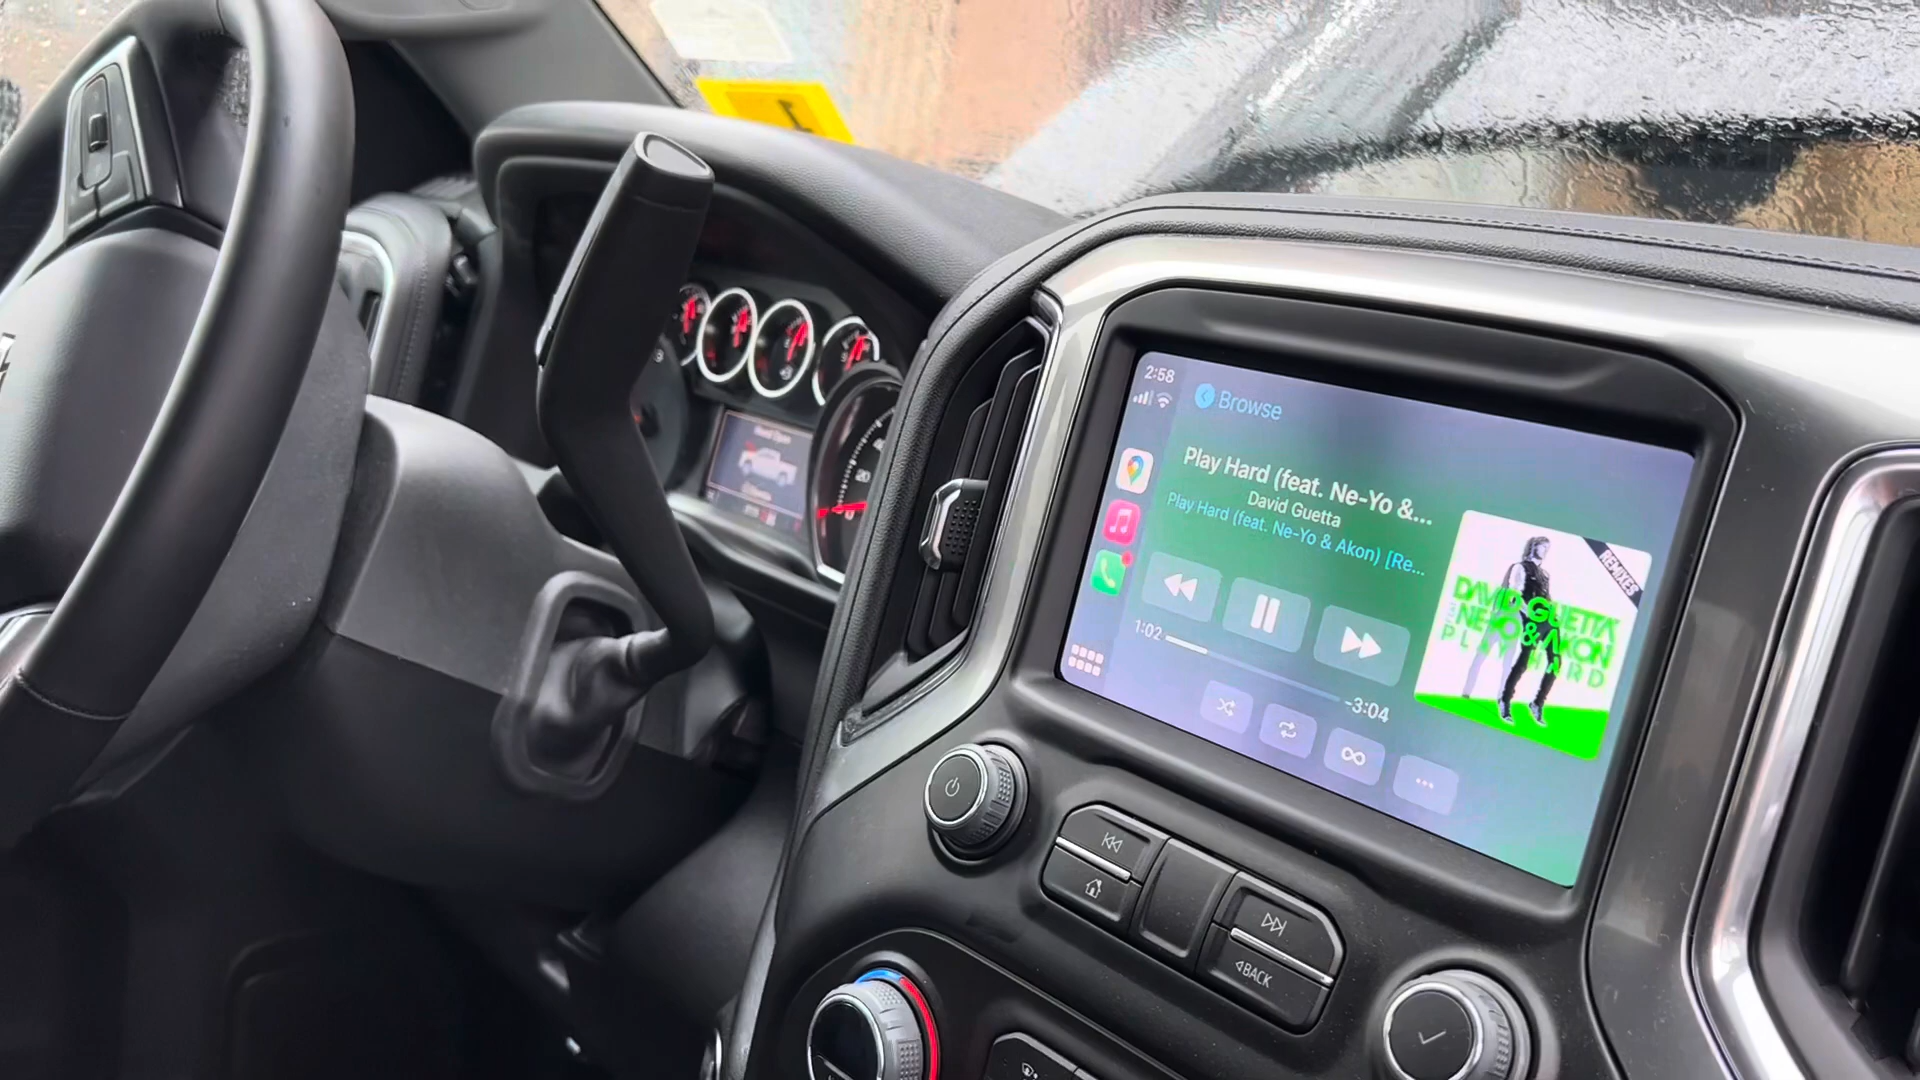 2:58
Browse
Play Hard (feat. Ne-Yo &...
David Guetta
Play Hard (feat. Ne-Yo & Akon) [Re...
1:02
-3:04
REMIXES
DAVID GUETTA
NE-YO & AKON
PLAY HARD
BACK
20